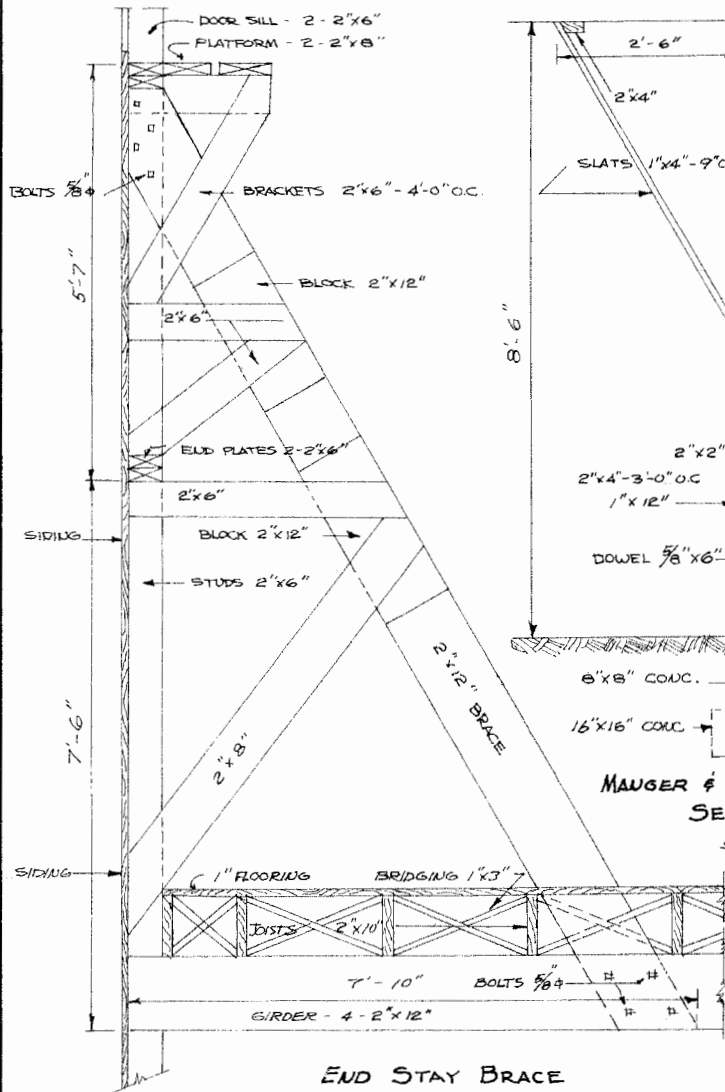 DOOR SILL - 2 - 2"x6"
PLATFORM - 2 - 2"x8"
2'-6"
2"x4"
SLATS 1"x4" - 9"O
BOLTS 5/8"ɸ
BRACKETS 2"x6" - 4'-0" O.C.
BLOCK 2"x12"
5'-7"
2"x6"
8'-6"
END PLATES 2-2"x6"
2"x2"
2"x4"-3'-0" O.C
1"x12"
2"x6"
SIDING
BLOCK 2"x12"
STUDS 2"x6"
DOWEL 5/8"x6"
2"x12" BRACE
8"x8" CONC.
16"x16" CONC
7'-6"
2"x8"
MANGER &
SE
SIDING
1" FLOORING
BRIDGING 1"x3"
JOISTS 2"x10"
7'-10"
BOLTS 5/8"ɸ
GIRDER - 4 - 2"x12"
END STAY BRACE